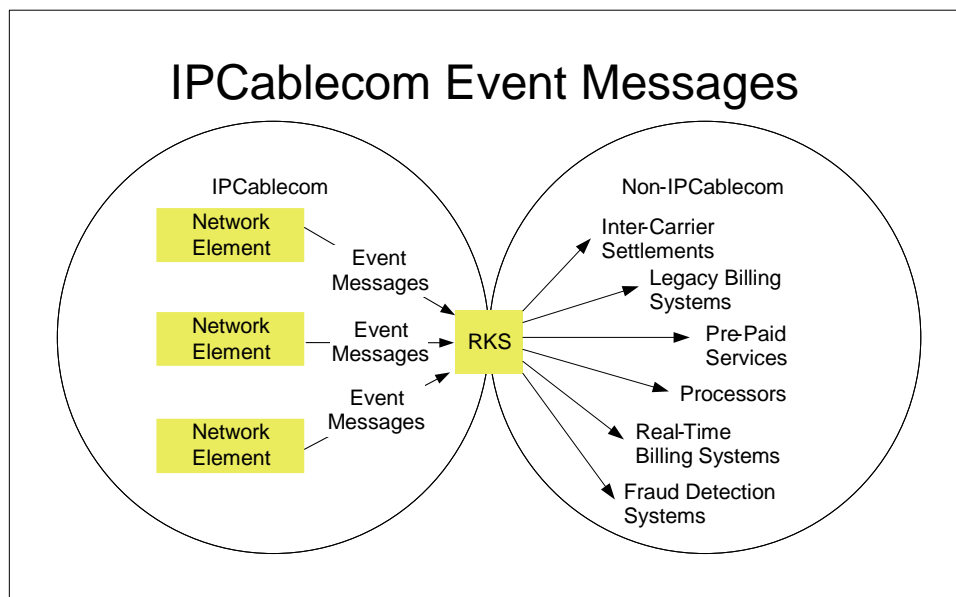 IPCablecom Event Messages
IPCablecom
Non-IPCablecom
Network
Element
Event
Messages
Network
Element
Event
Messages
Network
Element
Event
Messages
RKS
Inter-Carrier
Settlements
Legacy Billing
Systems
Pre-Paid
Services
Processors
Real-Time
Billing Systems
Fraud Detection
Systems